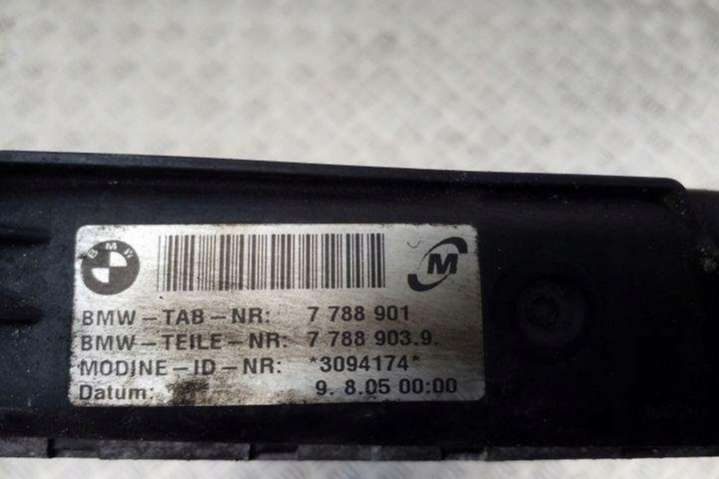 BMW
M
BMW-TAB-NR: 7 788 901
BMW-TEILE-NR: 7 788 903.9.
MODINE-ID-NR: *3094174*
Datum: 9. 8.05 00:00